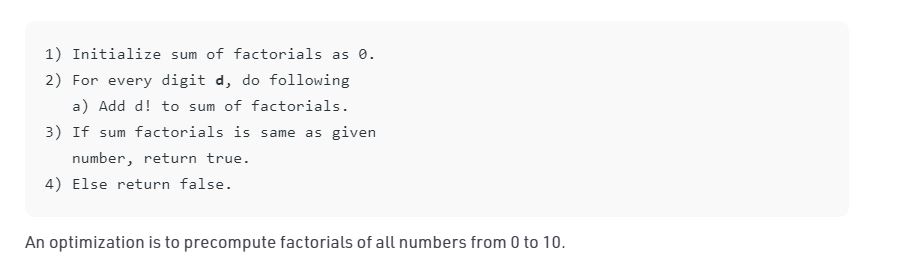 1) Initialize sum of factorials as 0.
2) For every digit d, do following
a) Add d! to sum of factorials.
3) If sum factorials is same as given
number, return true.
4) Else return false.
An optimization is to precompute factorials of all numbers from 0 to 10.